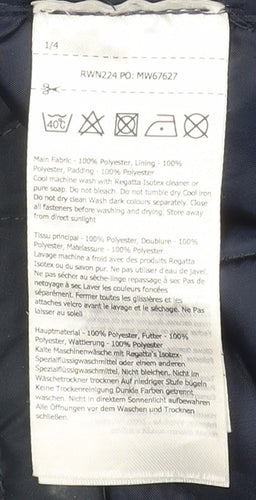 1/4
RWN224 PO: MW67627
40°C
Main Fabric - 100% Polyester, Lining - 100%
Polyester, Padding - 100% Polyester
Cool machine wash with Regatta Isotex cleaner or
pure soap. Do not bleach. Do not tumble dry Cool iron
Do not dry clean Wash dark colours separately. Close
all fasteners before washing and drying. Store away
from direct sunlight
Tissu principal - 100% Polyester, Doublure - 100%
Polyester, Matelassure - 100% Polyester
Lavage machine a froid avec des produits Regatta
Isotex ou du savon pur. Ne pas utiliser d'eau de javel.
Ne pas sécher au sèche-linge repassage à sec Pas de
netoyage à sec Laver les couleurs foncées
séparément. Fermer toutes les glissières et les
attaches velcro avant le lavage et le séchage. Ne pas
laisser au soleil
Hauptmaterial - 100% Polyester, Futter - 100%
Polyester, Wattierung - 100% Polyester
Kalte Maschinenwäsche mit Regatta's Isotex-
Spezialflüssigwaschmittel oder einem anderen
Spezialflüssigwaschmittel. Nicht bleichen. Nicht im
Wäschetrockner trocknen Auf niedriger Stufe bügeln
Keine Trockenreinigung Dunkle Farben getrennt
waschen. Nicht in direktem Sonnenlicht aufbewahren
Alle Öffnungen vor dem Waschen und Trocknen
schließen.